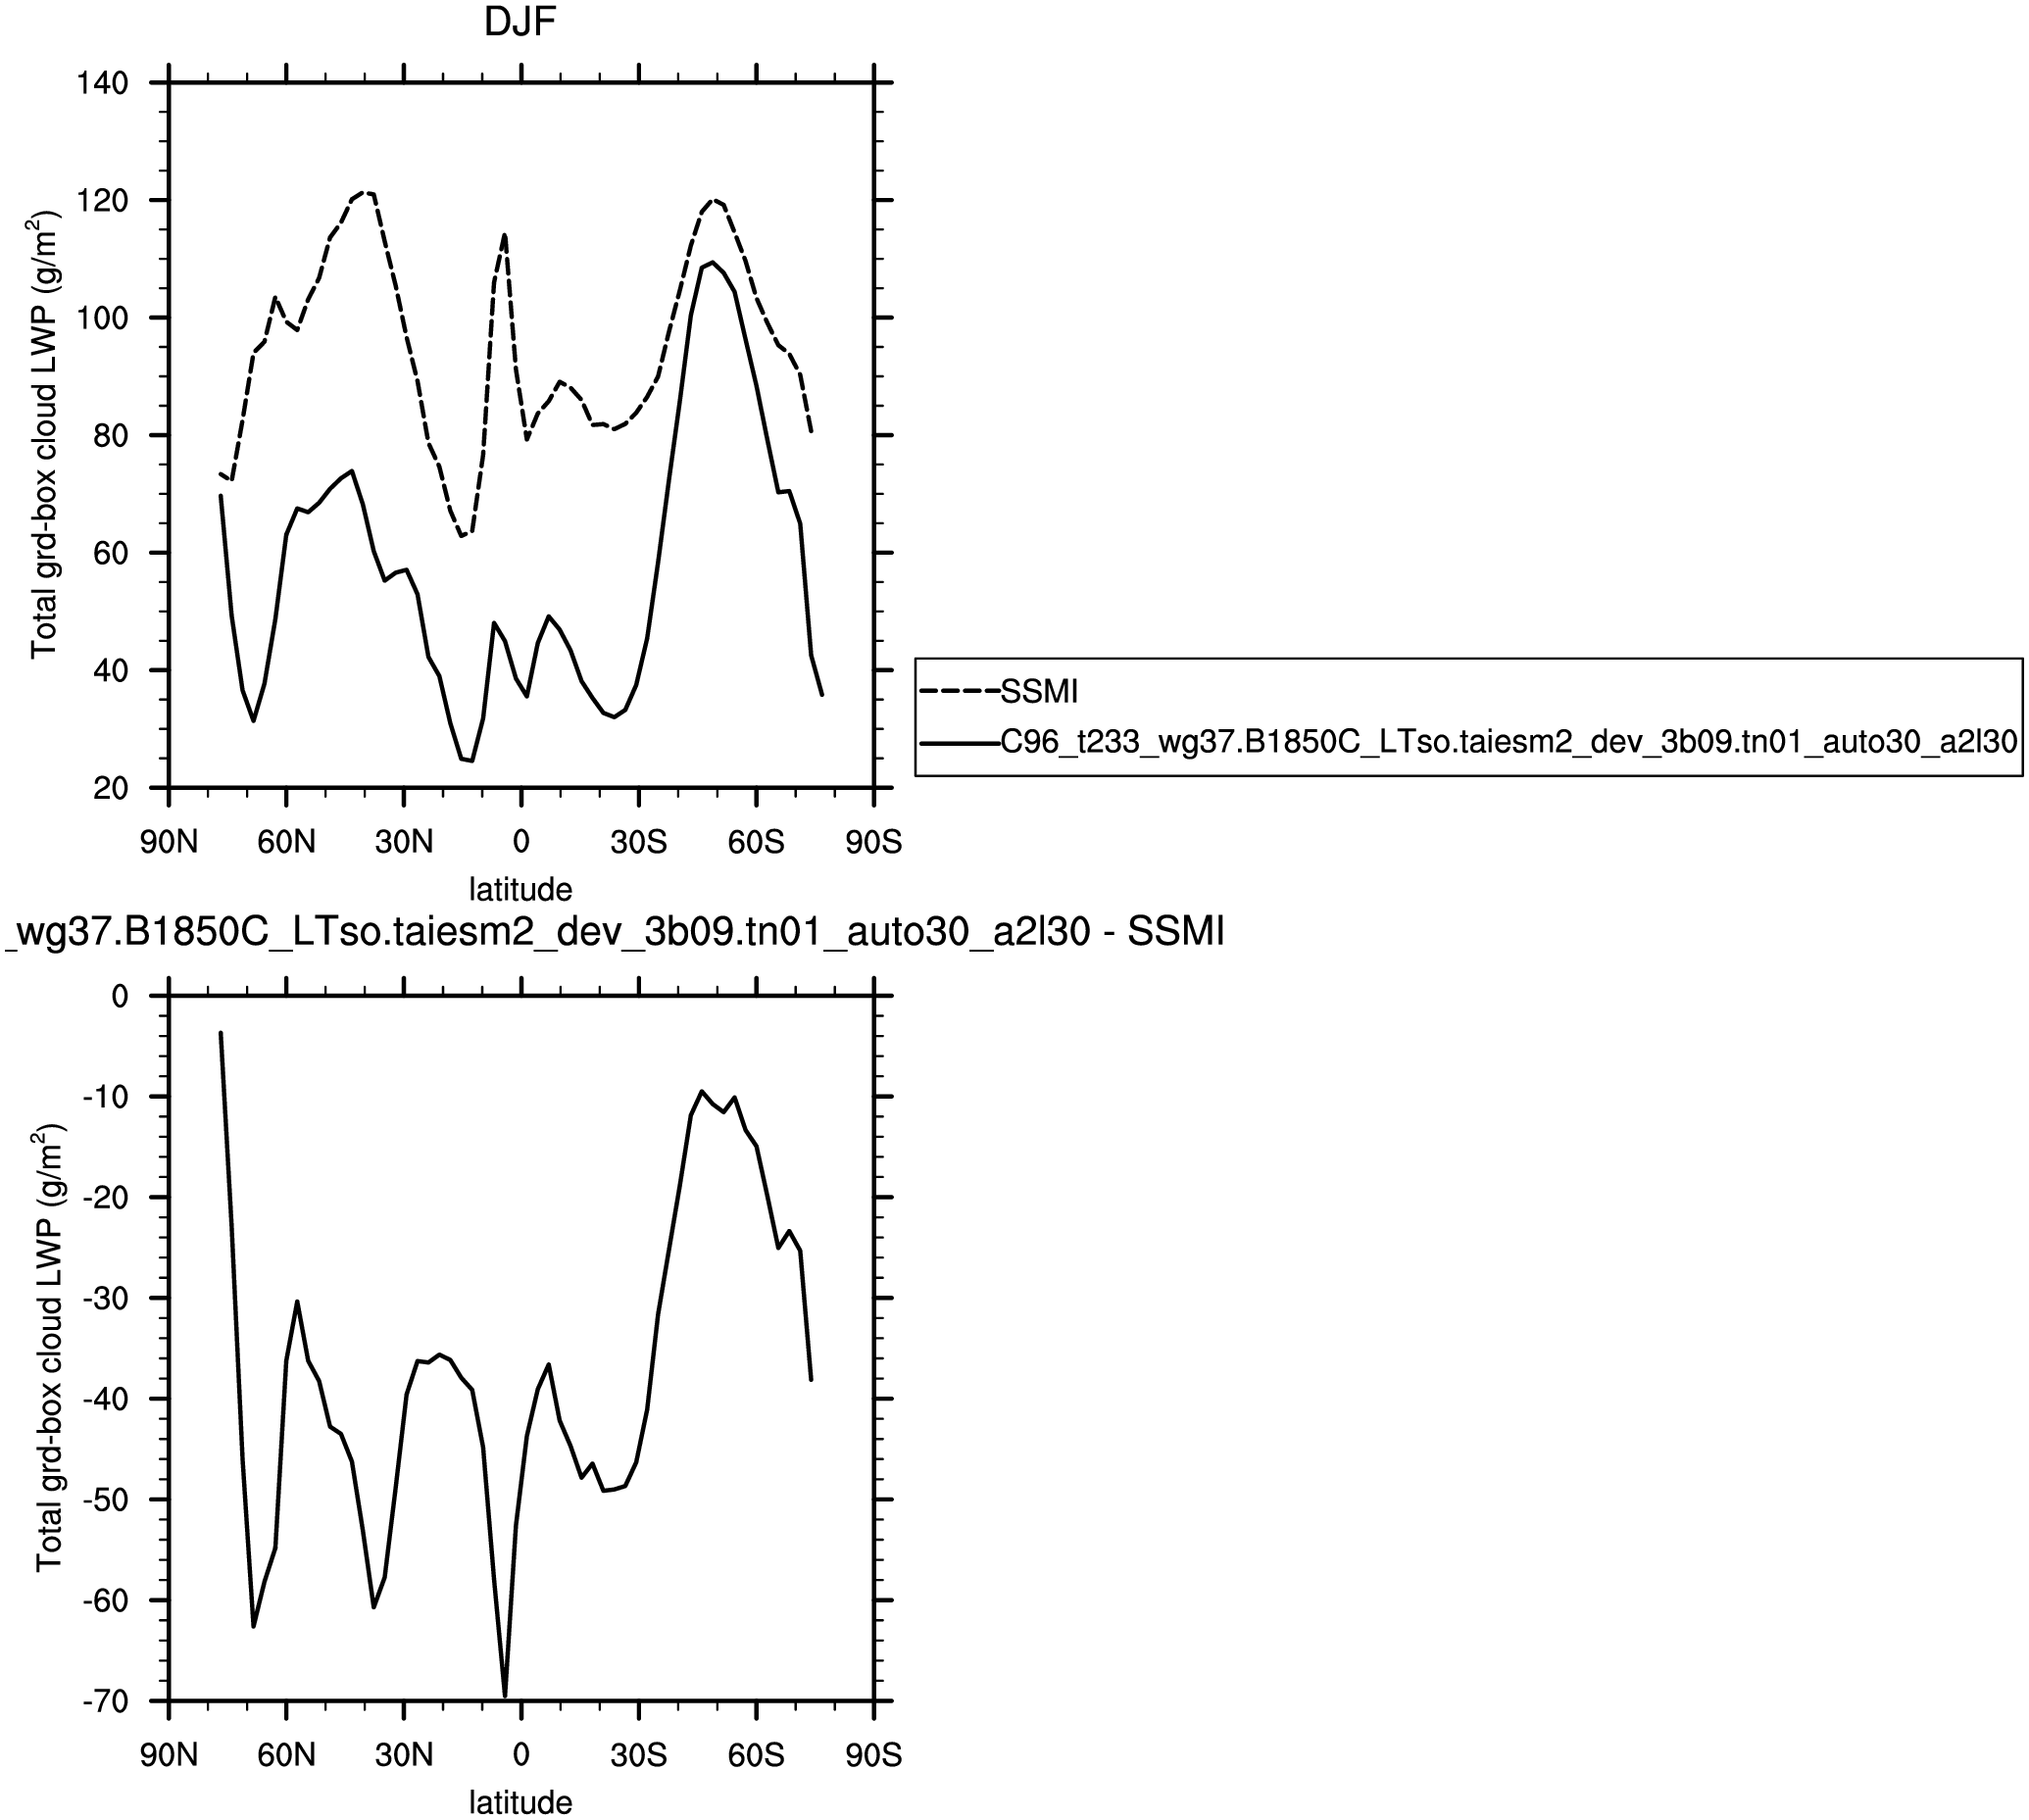 DJF
Total grd-box cloud LWP (g/m²)
140
120
100
80
60
40
20
90N 60N 30N 0 30S 60S 90S
latitude
SSMI
C96_t233_wg37.B1850C_LTso.taiesm2_dev_3b09.tn01_auto30_a2l30
_wg37.B1850C_LTso.taiesm2_dev_3b09.tn01_auto30_a2l30 - SSMI
Total grd-box cloud LWP (g/m²)
0
-10
-20
-30
-40
-50
-60
-70
90N 60N 30N 0 30S 60S 90S
latitude